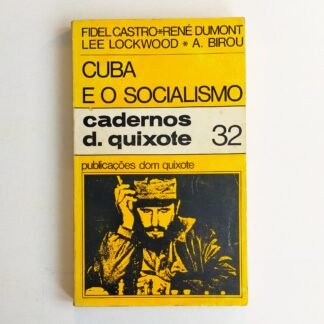 FIDEL CASTRO*RENÉ DUMONT
LEE LOCKWOOD * A. BIROU
CUBA
E O SOCIALISMO
cadernos
d. quixote 32
publicações dom quixote